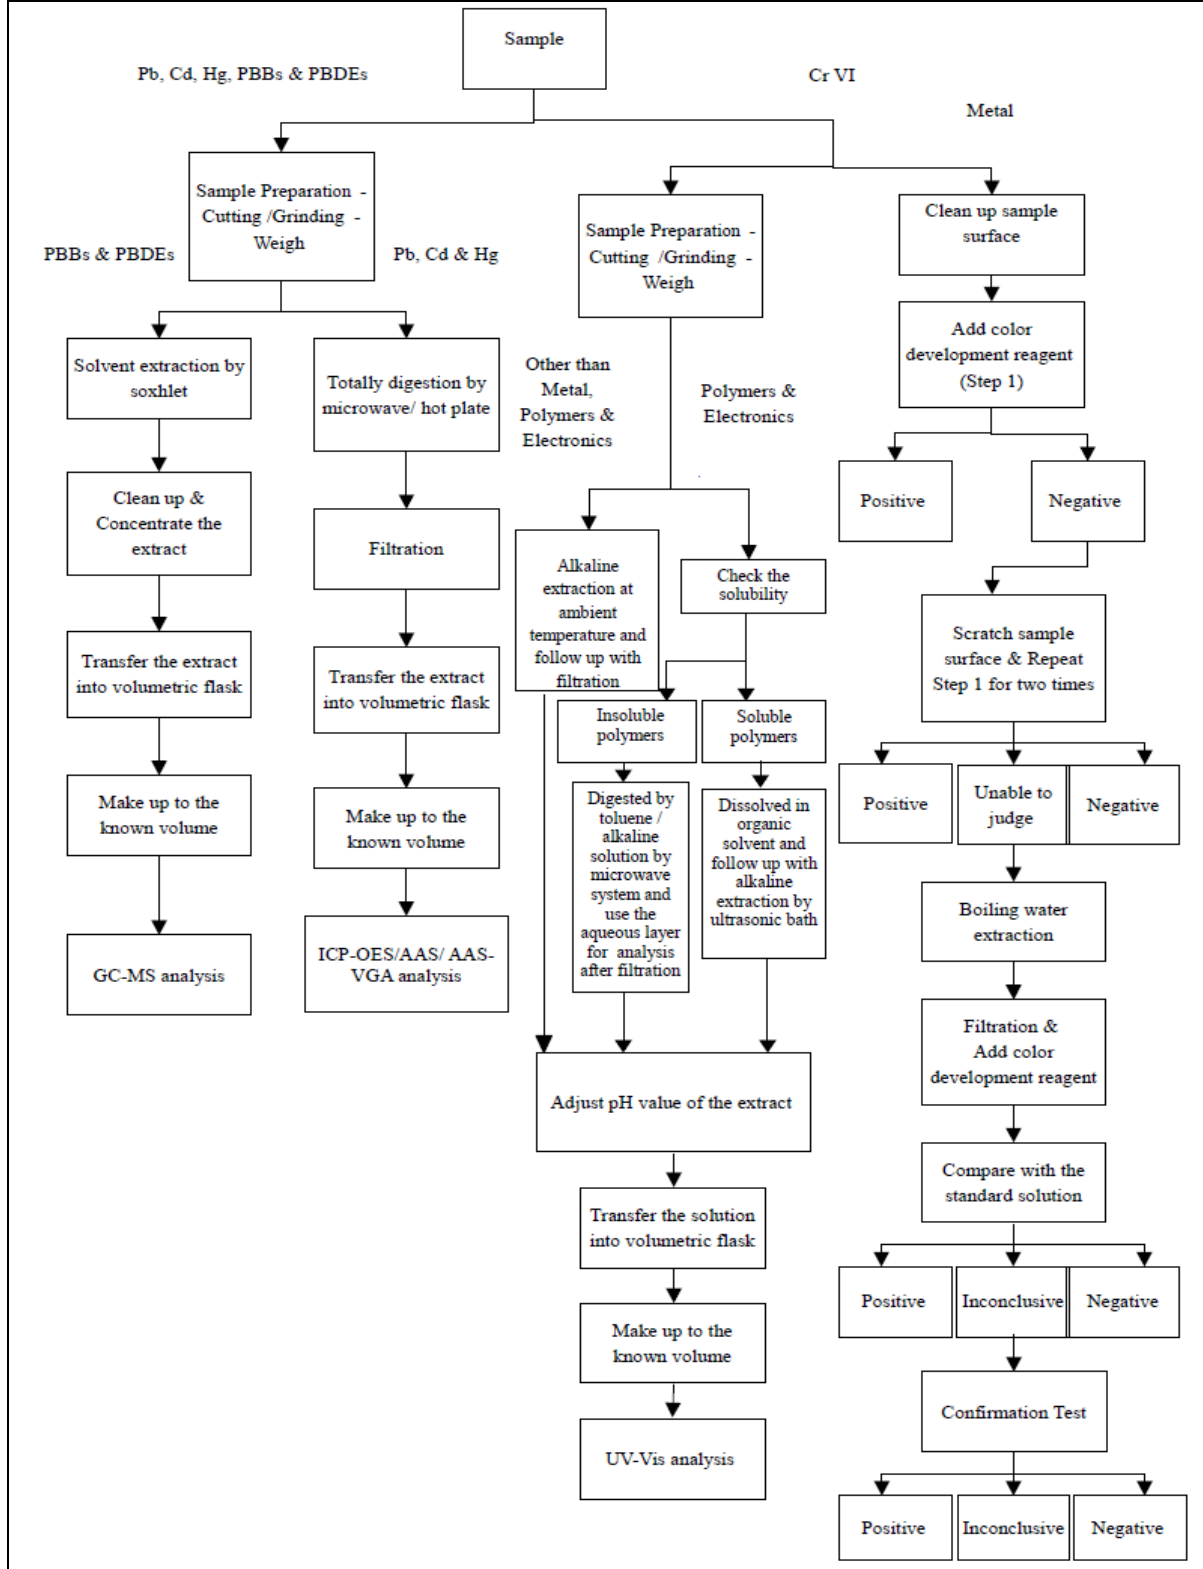 Sample
Pb, Cd, Hg, PBBs & PBDEs
Cr VI
Metal
Sample Preparation -
Cutting /Grinding -
Weigh
PBBs & PBDEs
Pb, Cd & Hg
Solvent extraction by
soxhlet
Clean up &
Concentrate the
extract
Transfer the extract
into volumetric flask
Make up to the
known volume
GC-MS analysis
Totally digestion by
microwave/ hot plate
Filtration
Transfer the extract
into volumetric flask
Make up to the
known volume
ICP-OES/AAS/ AAS-
VGA analysis
Sample Preparation -
Cutting /Grinding -
Weigh
Other than
Metal,
Polymers &
Electronics
Polymers &
Electronics
Alkaline
extraction at
ambient
temperature and
follow up with
filtration
Check the
solubility
Insoluble
polymers
Soluble
polymers
Digested by
toluene /
alkaline
solution by
microwave
system and
use the
aqueous layer
for analysis
after filtration
Dissolved in
organic
solvent and
follow up with
alkaline
extraction by
ultrasonic bath
Adjust pH value of the extract
Transfer the solution
into volumetric flask
Make up to the
known volume
UV-Vis analysis
Clean up sample
surface
Add color
development reagent
(Step 1)
Positive
Negative
Scratch sample
surface & Repeat
Step 1 for two times
Positive
Unable to
judge
Negative
Boiling water
extraction
Filtration &
Add color
development reagent
Compare with the
standard solution
Positive
Inconclusive
Negative
Confirmation Test
Positive
Inconclusive
Negative